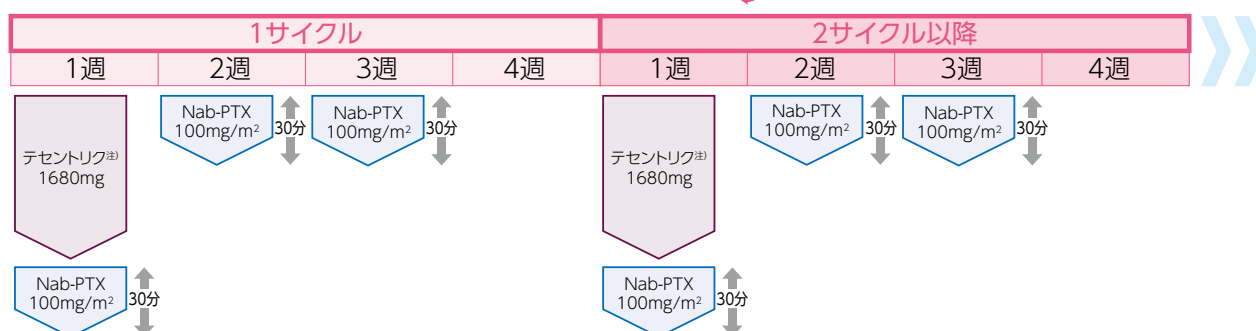 1サイクル 2サイクル以降
1週 2週 3週 4週 1週 2週 3週 4週
テセントリク注)
1680mg
Nab-PTX
100mg/m²
30分
Nab-PTX
100mg/m²
30分
テセントリク注)
1680mg
Nab-PTX
100mg/m²
30分
Nab-PTX
100mg/m²
30分
Nab-PTX
100mg/m²
30分
Nab-PTX
100mg/m²
30分